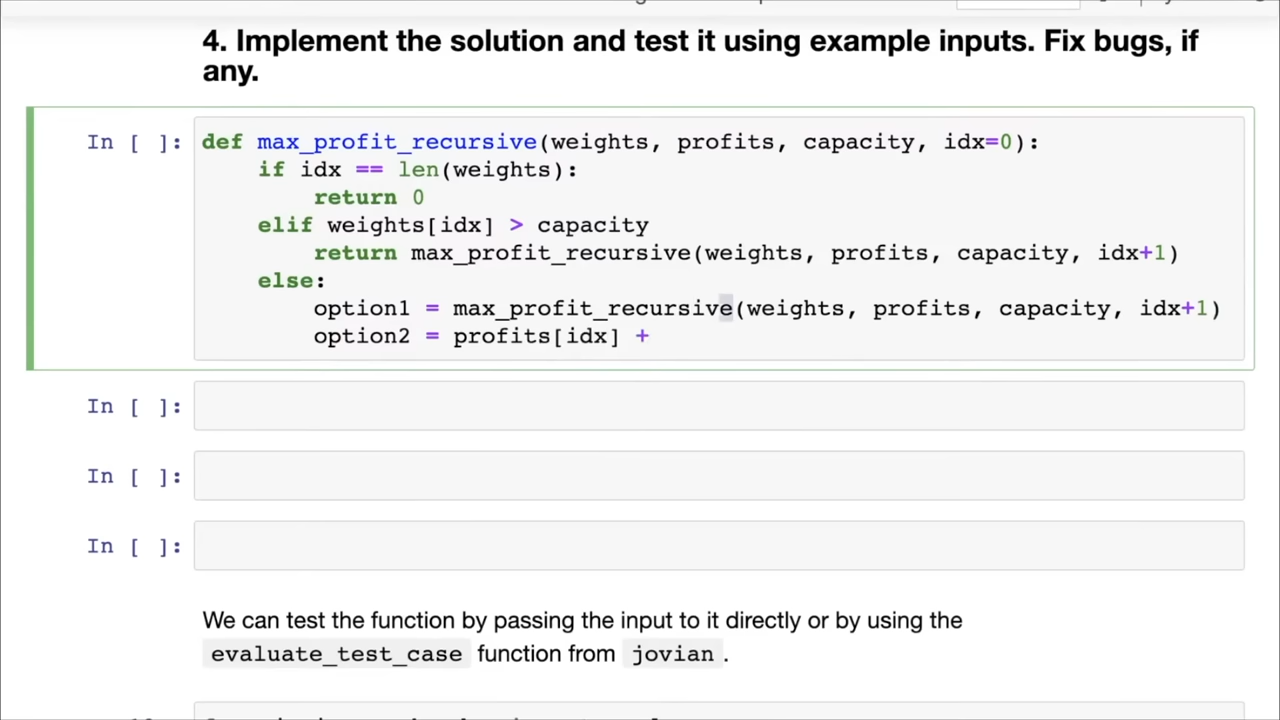 4. Implement the solution and test it using example inputs. Fix bugs, if
any.
In [ ]:
def max_profit_recursive(weights, profits, capacity, idx=0):
    if idx == len(weights):
        return 0
    elif weights[idx] > capacity
        return max_profit_recursive(weights, profits, capacity, idx+1)
    else:
        option1 = max_profit_recursive(weights, profits, capacity, idx+1)
        option2 = profits[idx] +
In [ ]:
In [ ]:
In [ ]:
We can test the function by passing the input to it directly or by using the
evaluate_test_case function from jovian .